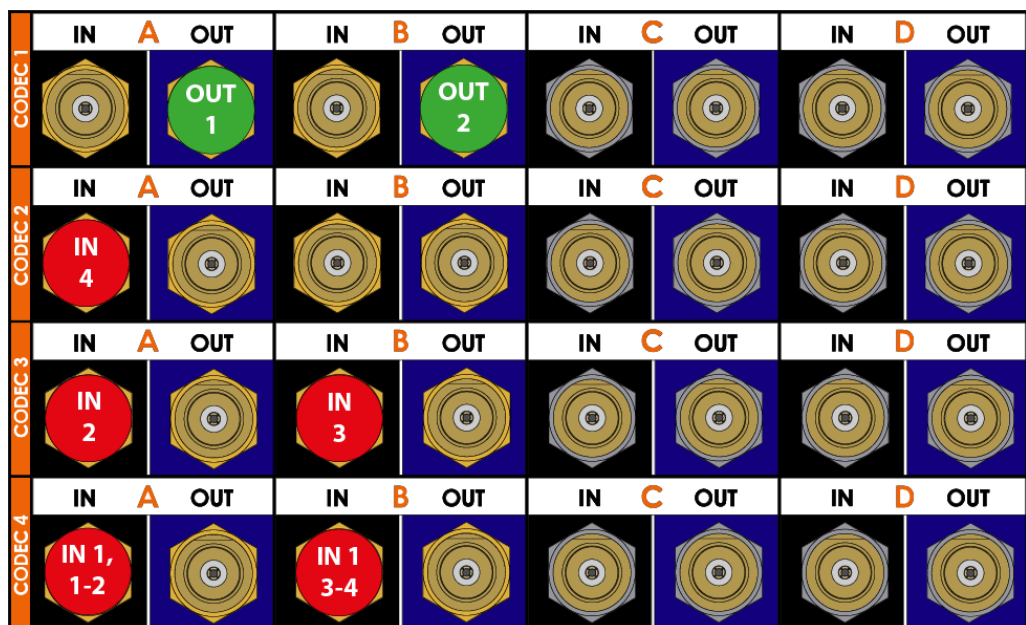 CODEC 1
IN A OUT IN B OUT IN C OUT IN D OUT
OUT
1
OUT
2
CODEC 2
IN A OUT IN B OUT IN C OUT IN D OUT
IN
4
CODEC 3
IN A OUT IN B OUT IN C OUT IN D OUT
IN
2
IN
3
CODEC 4
IN A OUT IN B OUT IN C OUT IN D OUT
IN 1,
1-2
IN 1
3-4